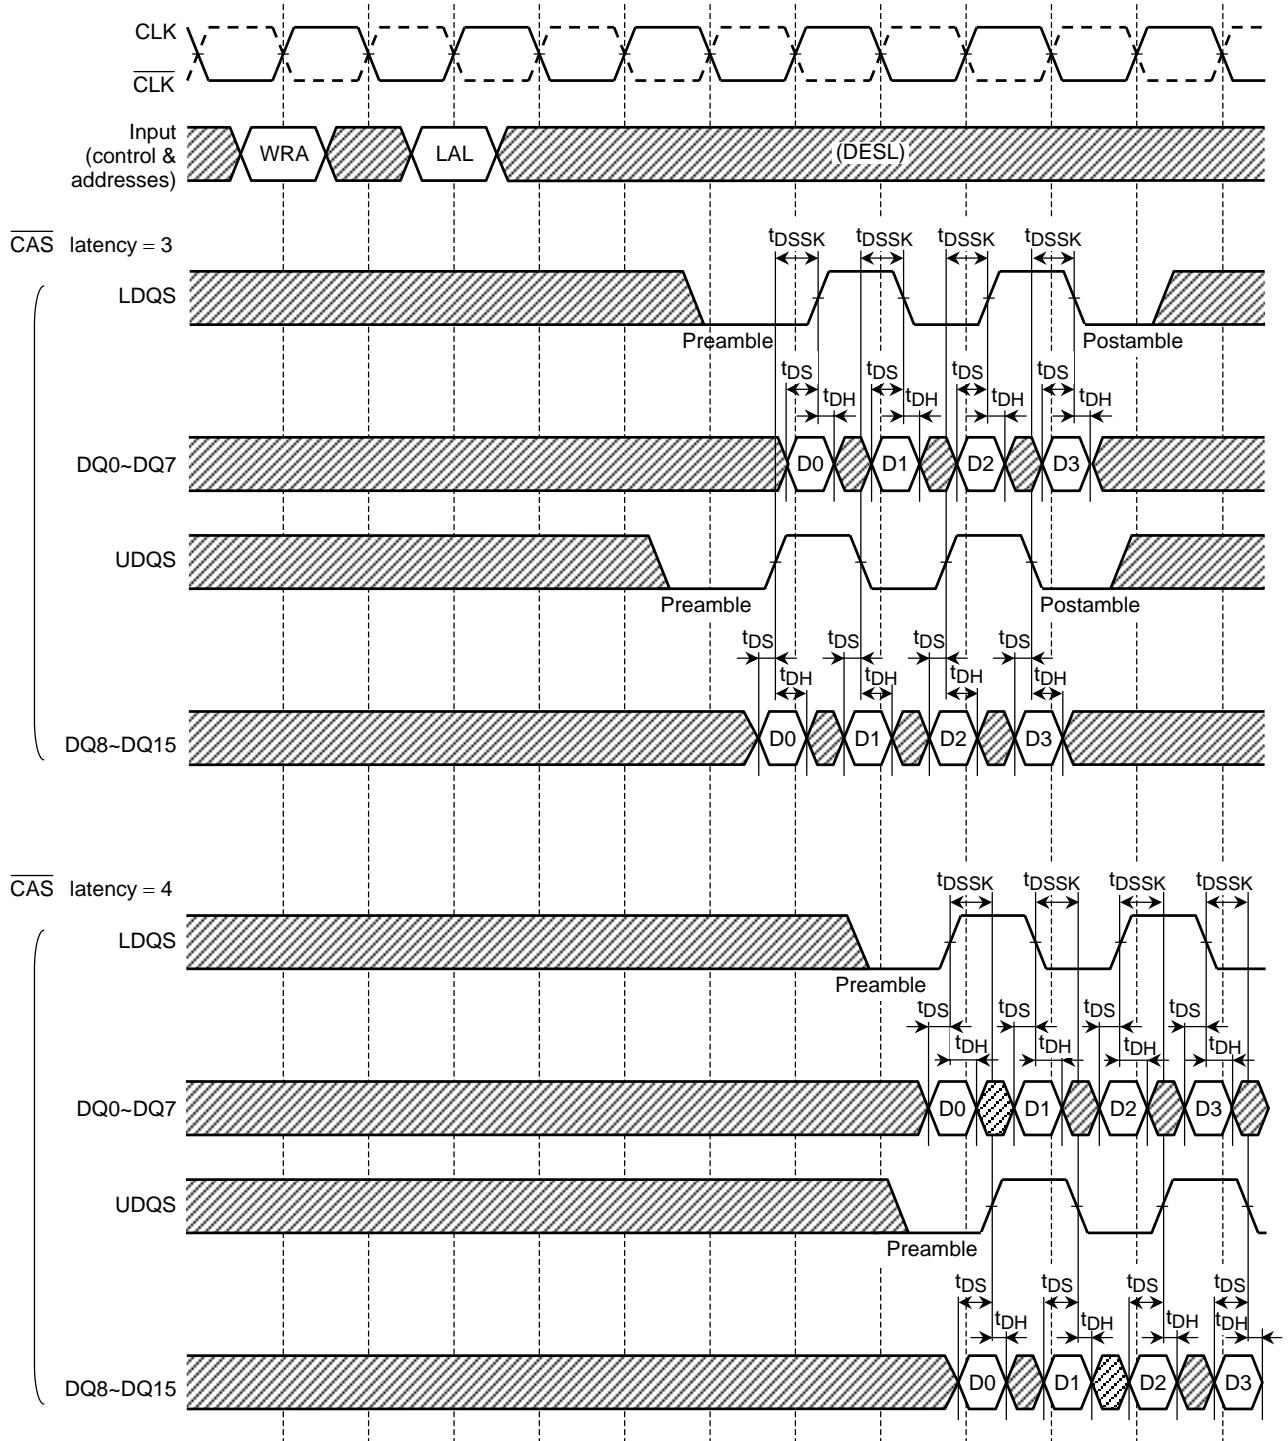 CLK
CLK
Input
(control &
addresses)
WRA
LAL
(DESL)
CAS latency = 3
tDSSK tDSSK tDSSK tDSSK
LDQS
Preamble
Postamble
tDS tDS tDS tDS
tDH tDH tDH tDH
DQ0~DQ7
D0 D1 D2 D3
UDQS
Preamble
Postamble
tDS tDS tDS tDS
tDH tDH tDH tDH
DQ8~DQ15
D0 D1 D2 D3
CAS latency = 4
tDSSK tDSSK tDSSK tDSSK
LDQS
Preamble
tDS tDS tDS tDS
tDH tDH tDH tDH
DQ0~DQ7
D0 D1 D2 D3
UDQS
Preamble
tDS tDS tDS tDS
tDH tDH tDH tDH
DQ8~DQ15
D0 D1 D2 D3